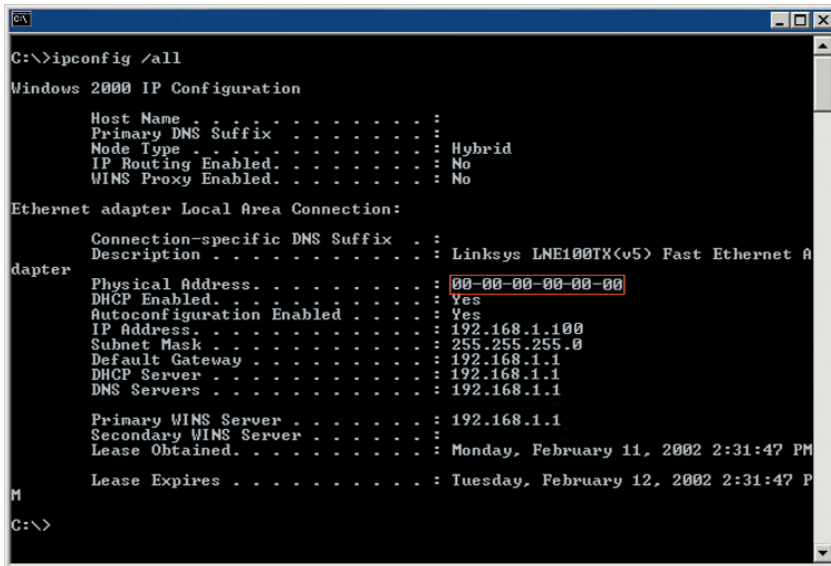 C:\
C:\>ipconfig /all
Windows 2000 IP Configuration
Host Name . . . . . . . . . . . . :
Primary DNS Suffix . . . . . . . :
Node Type . . . . . . . . . . . . : Hybrid
IP Routing Enabled. . . . . . . . : No
WINS Proxy Enabled. . . . . . . . : No
Ethernet adapter Local Area Connection:
Connection-specific DNS Suffix . :
Description . . . . . . . . . . . : Linksys LNE100TX(v5) Fast Ethernet A
dapter
Physical Address. . . . . . . . . : 00-00-00-00-00-00
DHCP Enabled. . . . . . . . . . . : Yes
Autoconfiguration Enabled . . . . : Yes
IP Address. . . . . . . . . . . . : 192.168.1.100
Subnet Mask . . . . . . . . . . . : 255.255.255.0
Default Gateway . . . . . . . . . : 192.168.1.1
DHCP Server . . . . . . . . . . . : 192.168.1.1
DNS Servers . . . . . . . . . . . : 192.168.1.1
Primary WINS Server . . . . . . . : 192.168.1.1
Secondary WINS Server . . . . . . :
Lease Obtained. . . . . . . . . . : Monday, February 11, 2002 2:31:47 PM
Lease Expires . . . . . . . . . . : Tuesday, February 12, 2002 2:31:47 P
M
C:\>